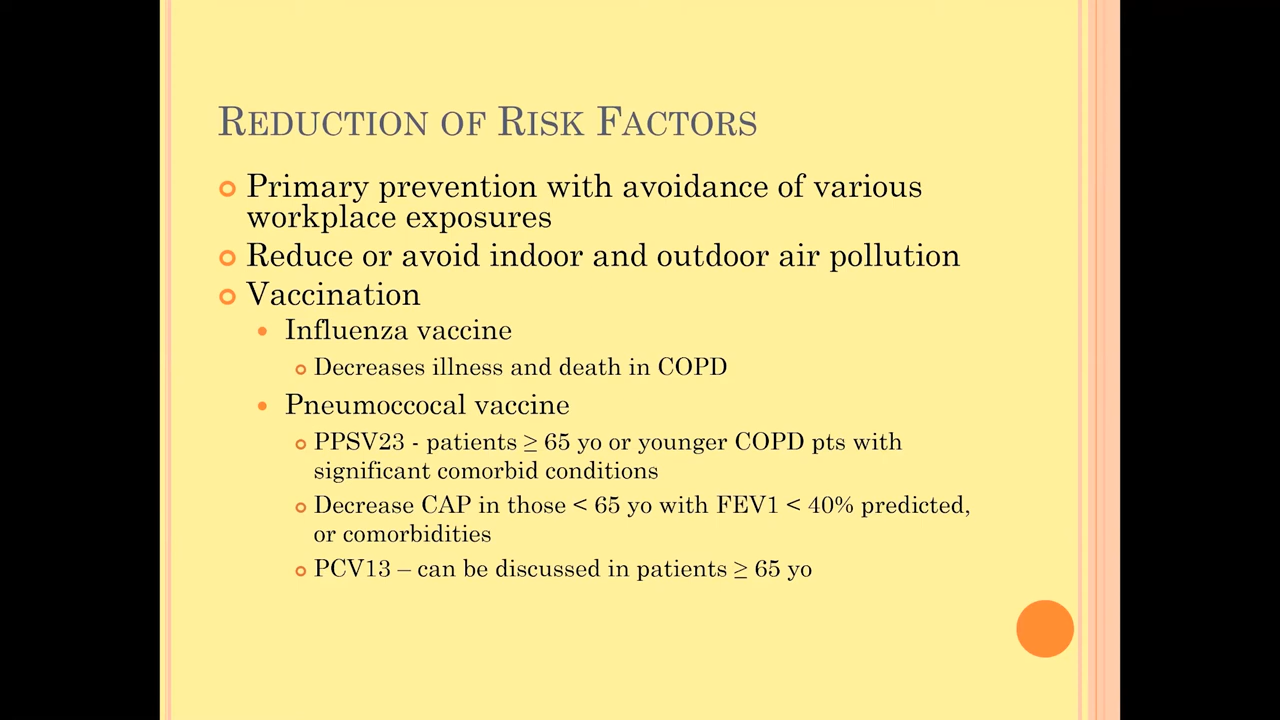 Reduction of Risk Factors
Primary prevention with avoidance of various
workplace exposures
Reduce or avoid indoor and outdoor air pollution
Vaccination
Influenza vaccine
Decreases illness and death in COPD
Pneumoccocal vaccine
PPSV23 - patients ≥ 65 yo or younger COPD pts with
significant comorbid conditions
Decrease CAP in those < 65 yo with FEV1 < 40% predicted,
or comorbidities
PCV13 – can be discussed in patients ≥ 65 yo